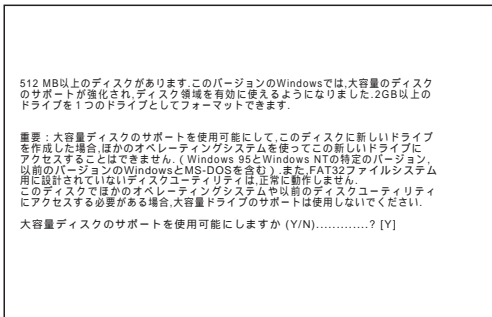 512 MB以上のディスクがあります.このバージョンのWindowsでは,大容量のディスク
のサポートが強化され,ディスク領域を有効に使えるようになりました.2GB以上の
ドライブを1つのドライブとしてフォーマットできます.
重要：大容量ディスクのサポートを使用可能にして,このディスクに新しいドライブ
を作成した場合,ほかのオペレーティングシステムを使ってこの新しいドライブに
アクセスすることはできません.（Windows 95とWindows NTの特定のバージョン,
以前のバージョンのWindowsとMS-DOSを含む）.また,FAT32ファイルシステム
用に設計されていないディスクユーティリティは,正常に動作しません.
このディスクでほかのオペレーティングシステムや以前のディスクユーティリティ
にアクセスする必要がある場合,大容量ドライブのサポートは使用しないでください.
大容量ディスクのサポートを使用可能にしますか (Y/N).............? [Y]